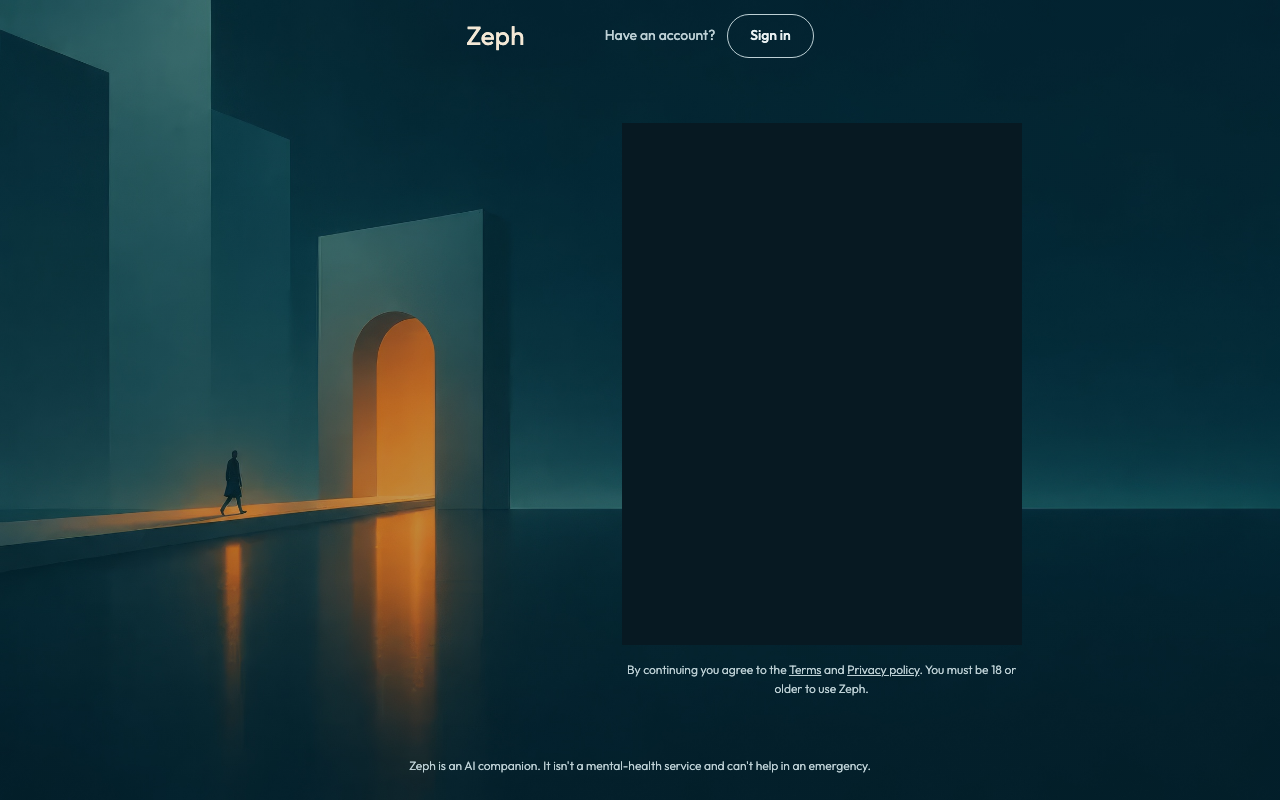 Zeph
Have an account?
Sign in
By continuing you agree to the Terms and Privacy policy. You must be 18 or
older to use Zeph.
Zeph is an AI companion. It isn't a mental-health service and can't help in an emergency.